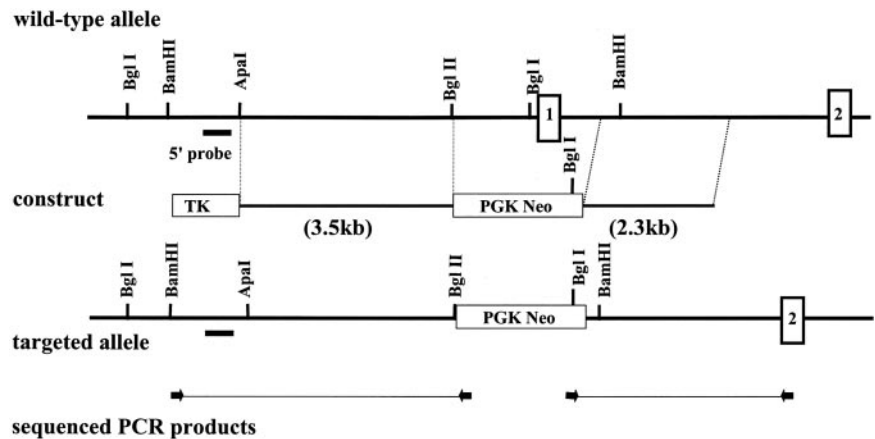 wild-type allele
Bgl I
BamHI
ApaI
Bgl II
Bgl I
BamHI
1
2
5' probe
Bgl I
construct
TK
PGK Neo
(3.5kb)
(2.3kb)
Bgl I
BamHI
ApaI
Bgl II
Bgl I
BamHI
PGK Neo
2
targeted allele
sequenced PCR products